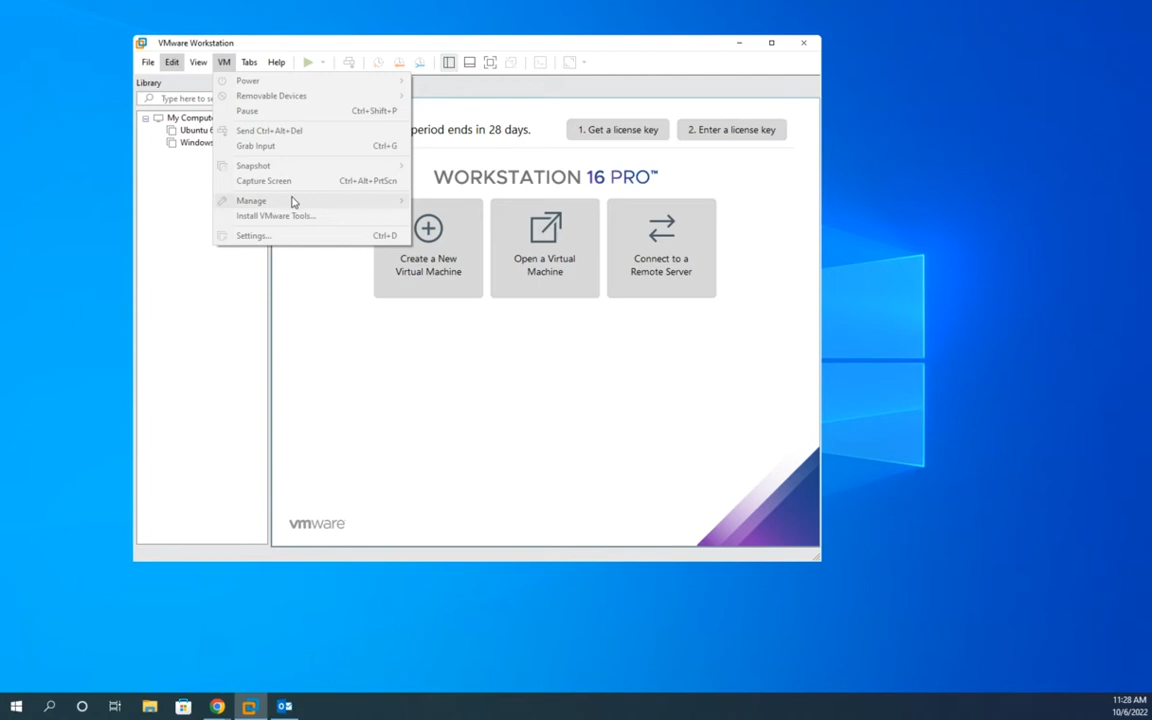 VMware Workstation
File Edit View VM Tabs Help
Library
Type here to se
My Compute
Ubuntu 6
Windows
Power
Removable Devices
Pause Ctrl+Shift+P
Send Ctrl+Alt+Del
Grab Input Ctrl+G
Snapshot
Capture Screen Ctrl+Alt+PrtScn
Manage
Install VMware Tools...
Settings... Ctrl+D
period ends in 28 days.
1. Get a license key
2. Enter a license key
WORKSTATION 16 PRO™
Create a New
Virtual Machine
Open a Virtual
Machine
Connect to a
Remote Server
vmware
11:28 AM
10/6/2022